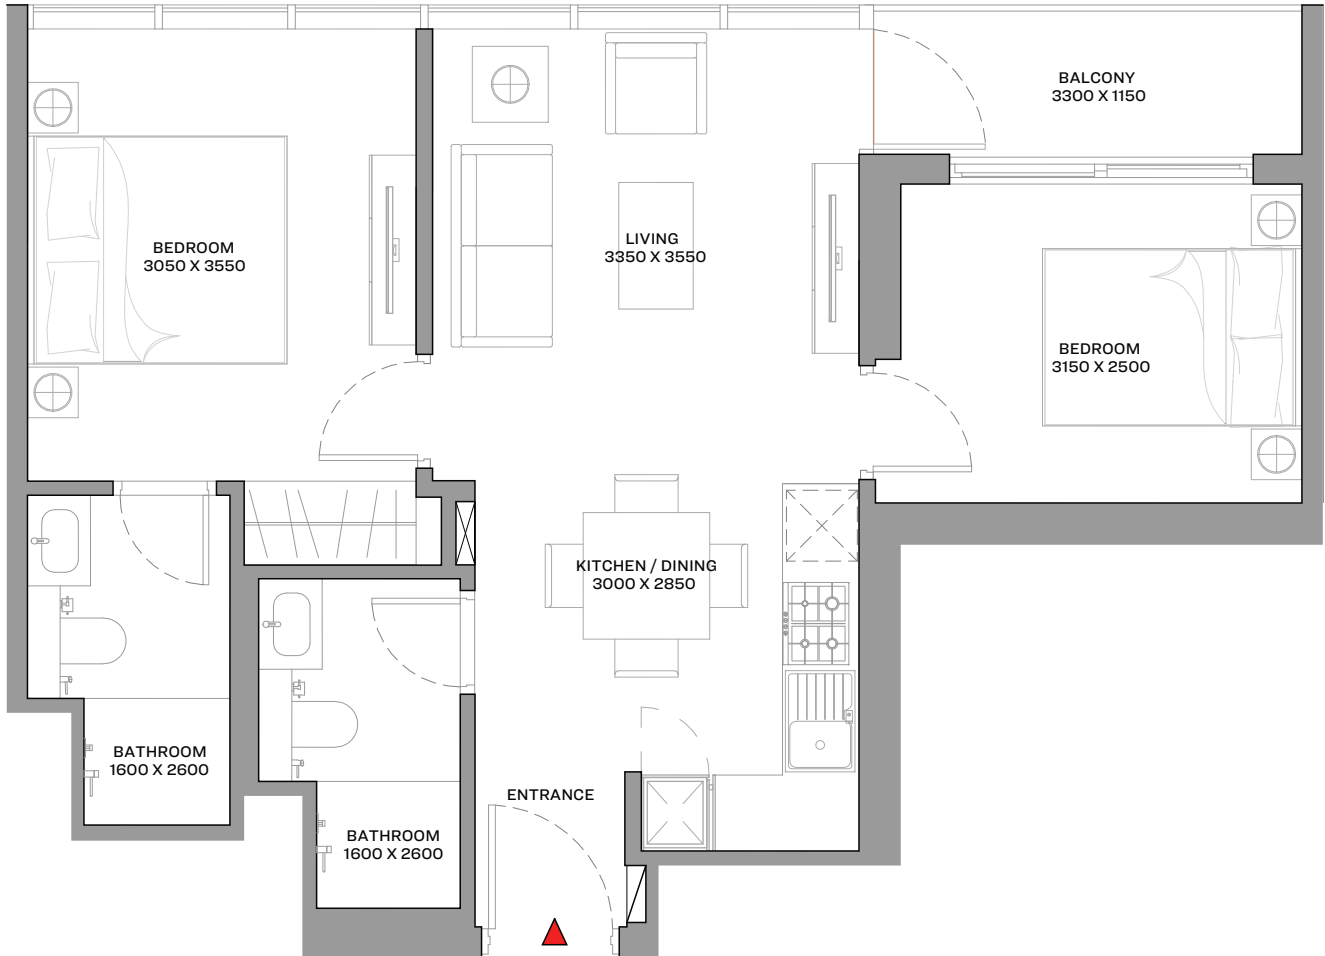 BALCONY
3300 X 1150
BEDROOM
3050 X 3550
LIVING
3350 X 3550
BEDROOM
3150 X 2500
KITCHEN / DINING
3000 X 2850
BATHROOM
1600 X 2600
ENTRANCE
BATHROOM
1600 X 2600